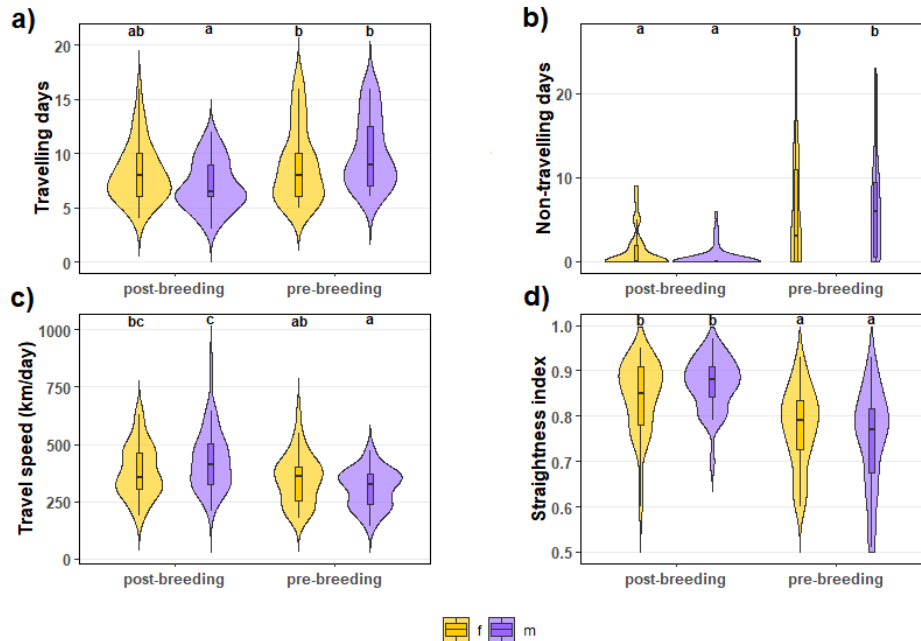 a)
ab a b b
Travelling days
20
15
10
5
0
post-breeding pre-breeding
b)
a a b b
Non-travelling days
20
10
0
post-breeding pre-breeding
c)
bc c ab a
Travel speed (km/day)
1000
750
500
250
0
post-breeding pre-breeding
d)
b b a a
Straightness index
1.0
0.9
0.8
0.7
0.6
0.5
post-breeding pre-breeding
f m